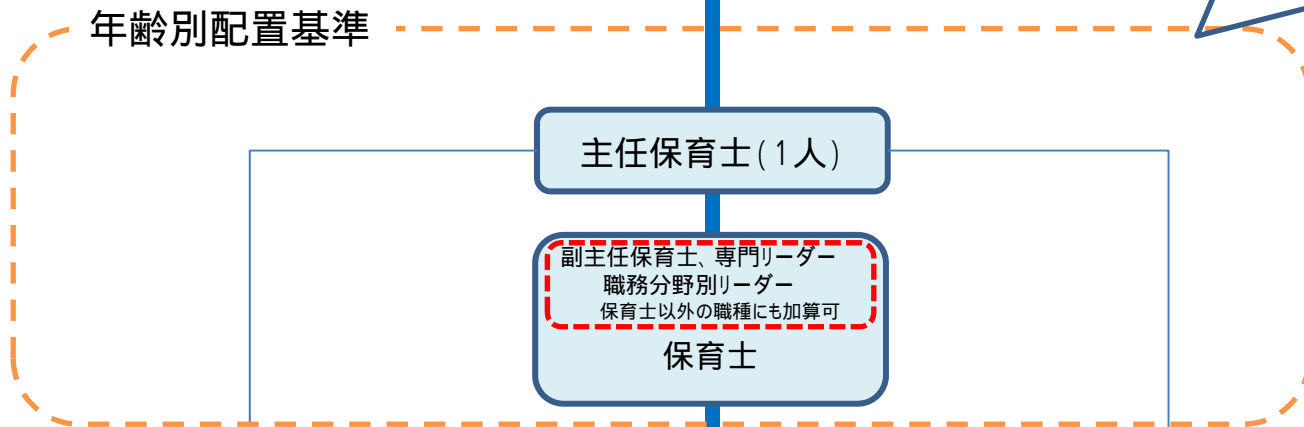 年齢別配置基準
主任保育士(1人)
副主任保育士、専門リーダー
職務分野別リーダー
保育士以外の職種にも加算可
保育士